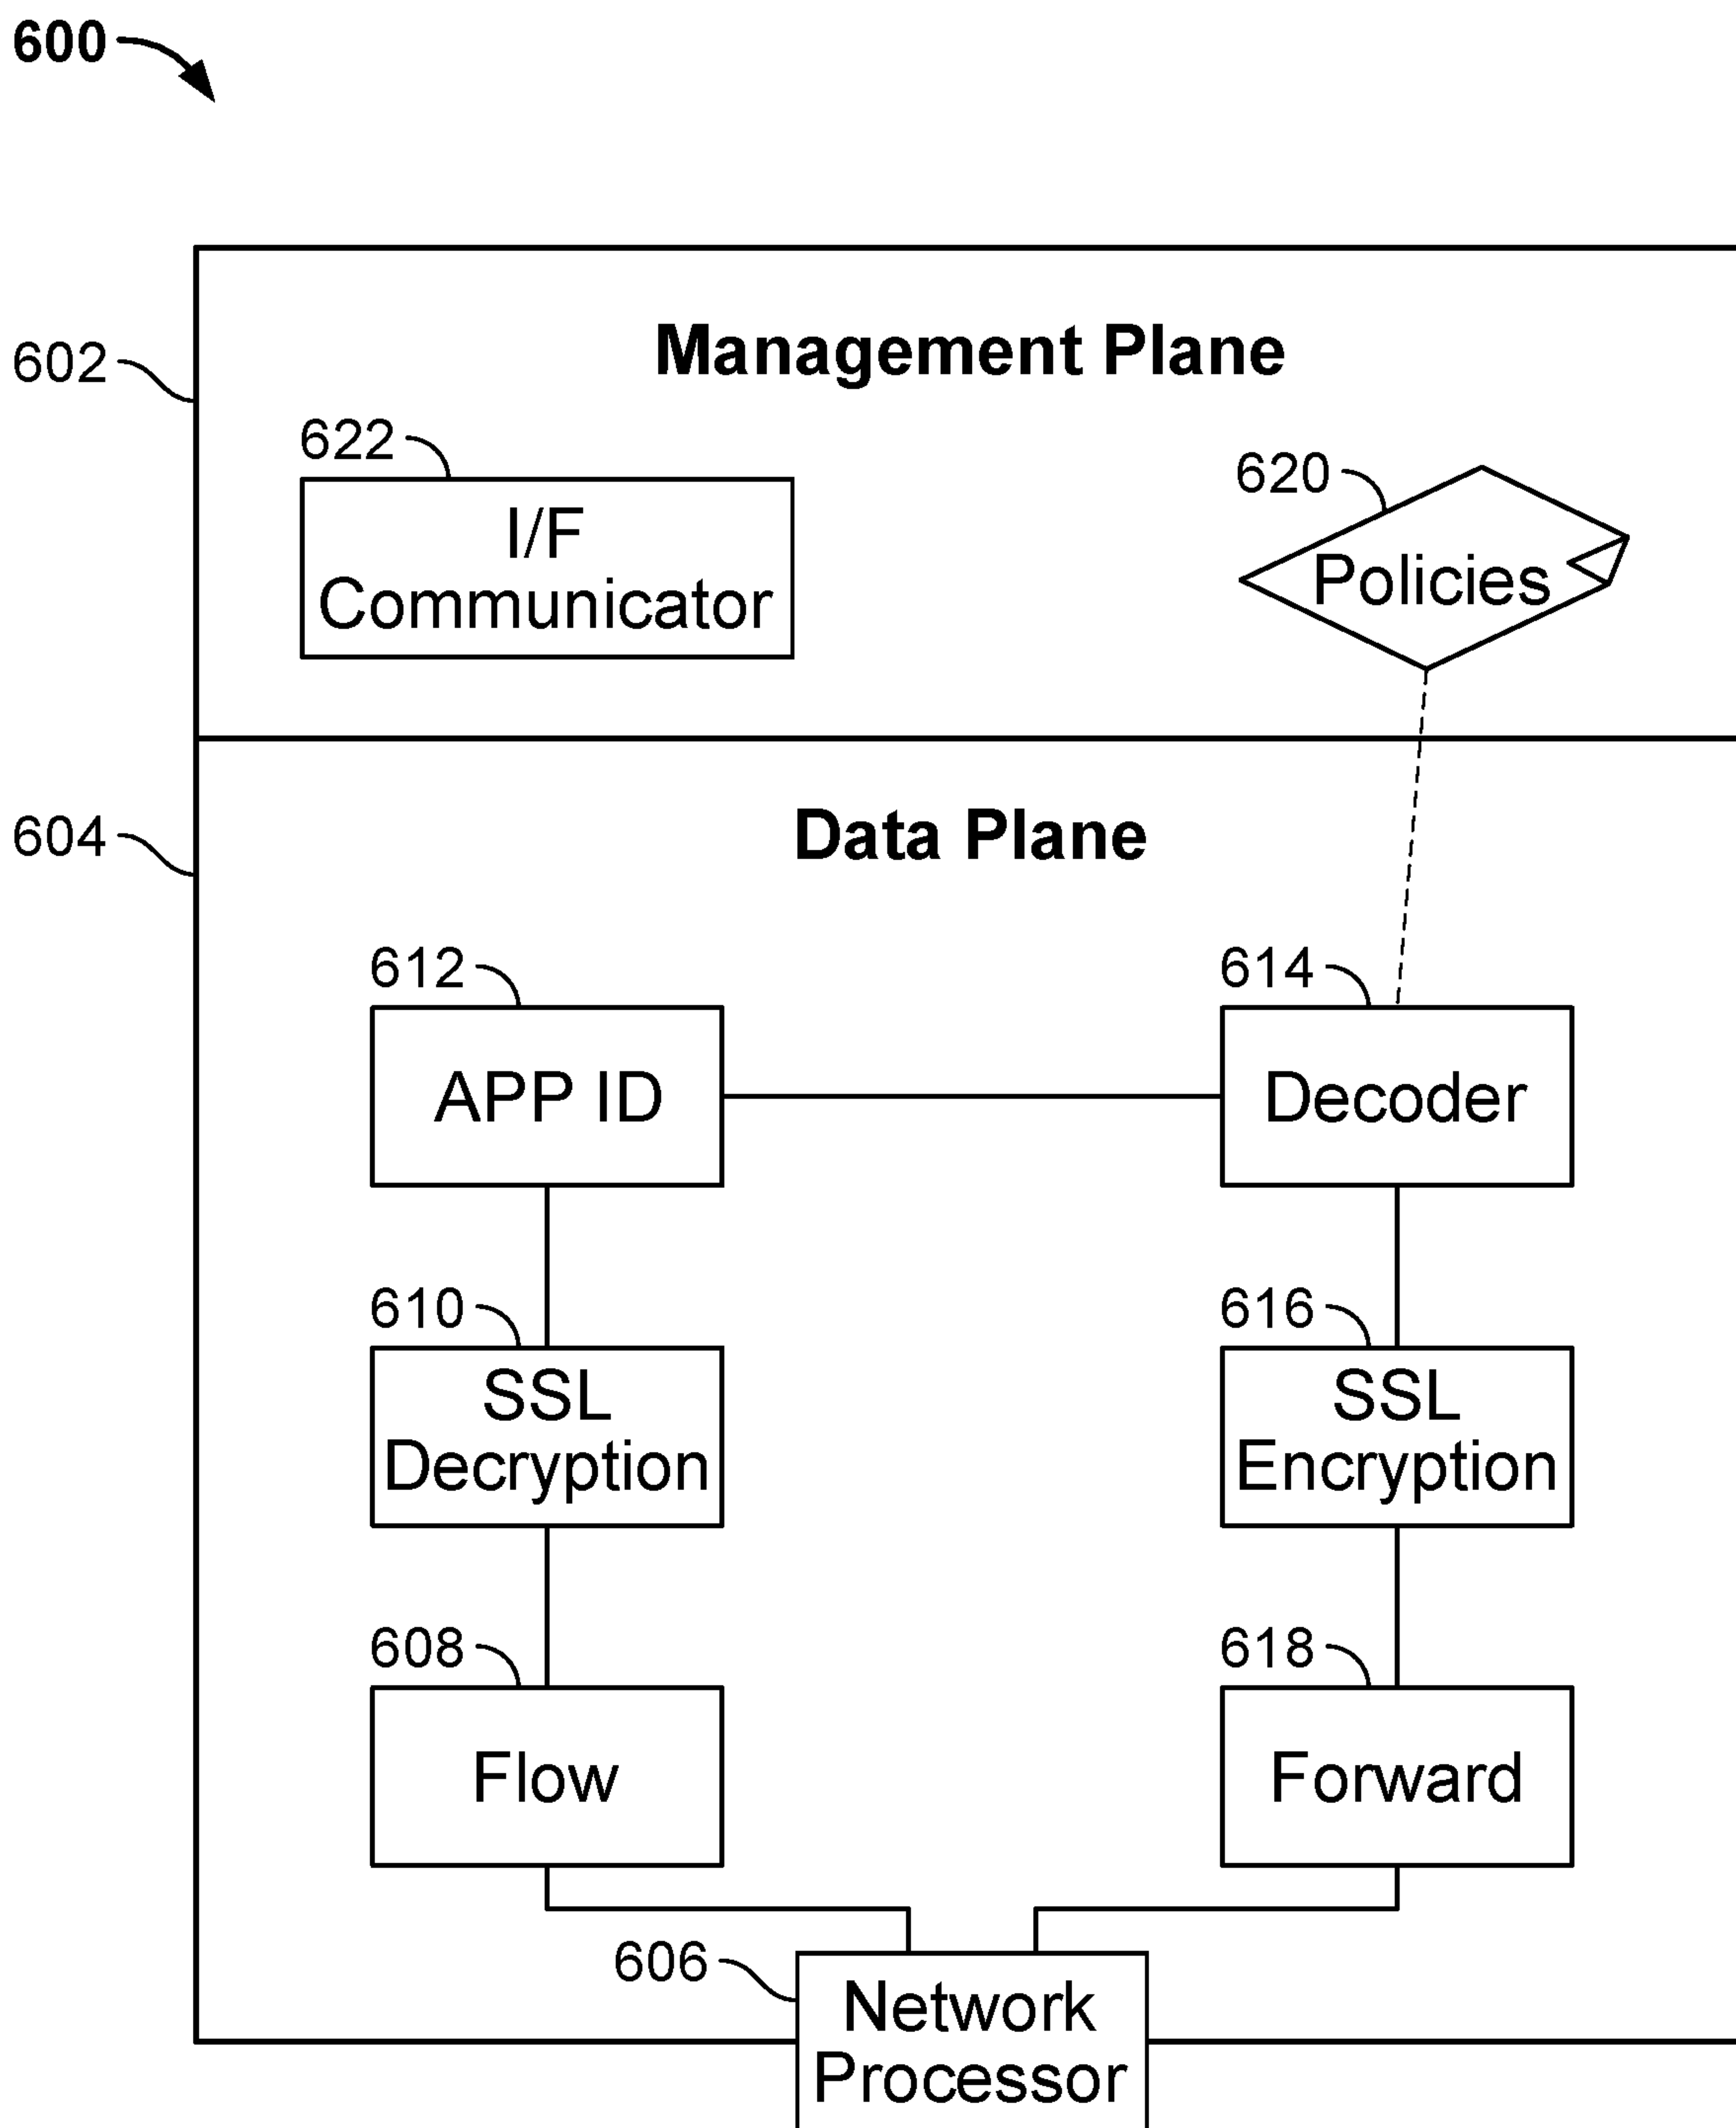 600
602
Management Plane
622
I/F
Communicator
620
Policies
604
Data Plane
612
APP ID
614
Decoder
610
SSL
Decryption
616
SSL
Encryption
608
Flow
618
Forward
606
Network
Processor